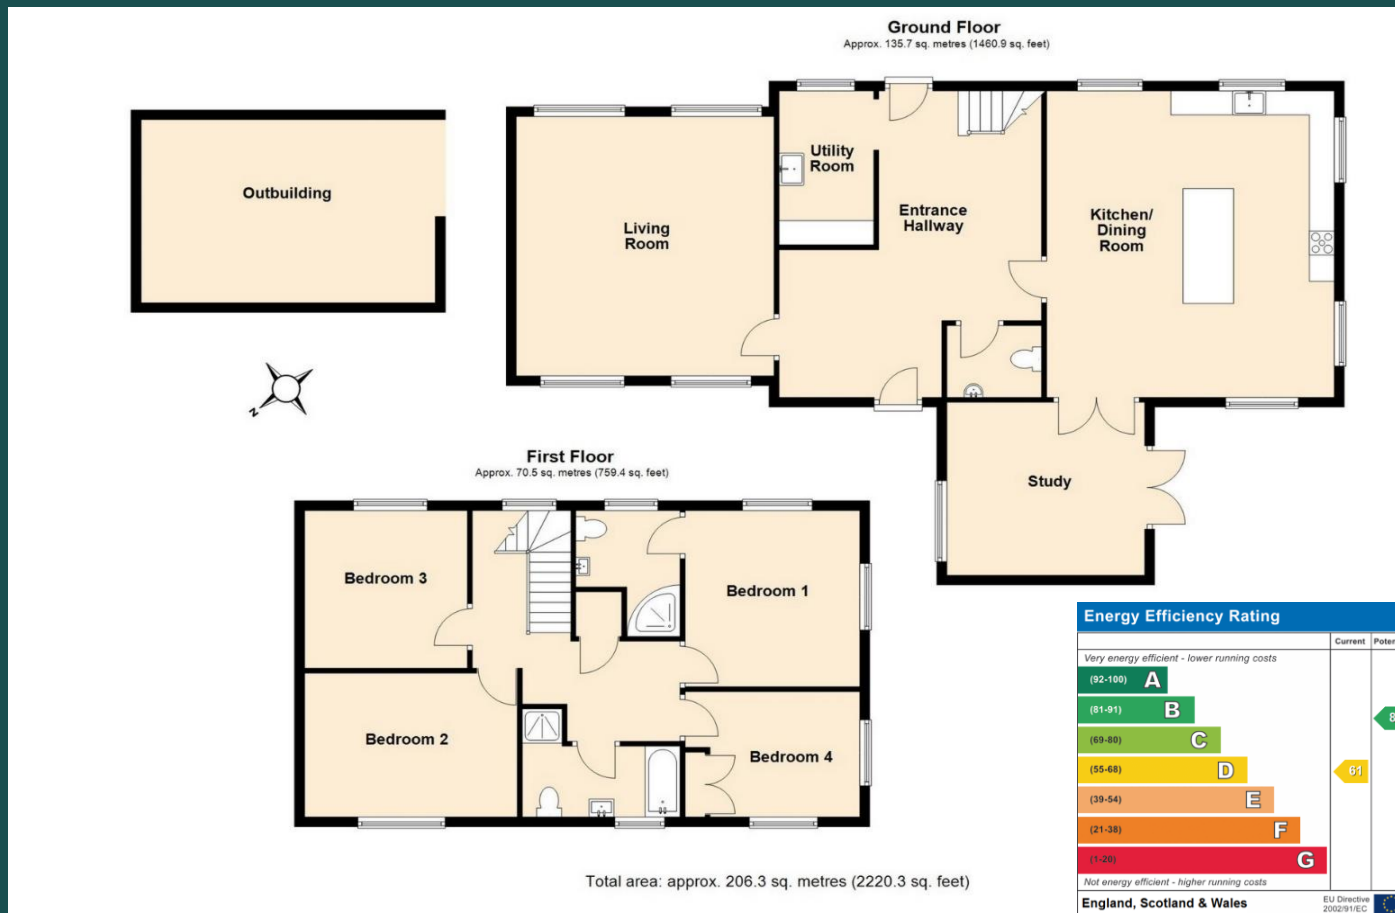 Ground Floor
Approx. 135.7 sq. metres (1460.9 sq. feet)
Outbuilding
Living
Room
Utility
Room
Entrance
Hallway
Kitchen/
Dining
Room
Study
N
First Floor
Approx. 70.5 sq. metres (759.4 sq. feet)
Bedroom 3
Bedroom 1
Bedroom 2
Bedroom 4
Total area: approx. 206.3 sq. metres (2220.3 sq. feet)
Energy Efficiency Rating
Current
Very energy efficient - lower running costs
(92-100) A
(81-91) B
(69-80) C
(55-68) D
61
(39-54) E
(21-38) F
(1-20) G
Not energy efficient - higher running costs
England, Scotland & Wales
EU Directive
2002/91/EC